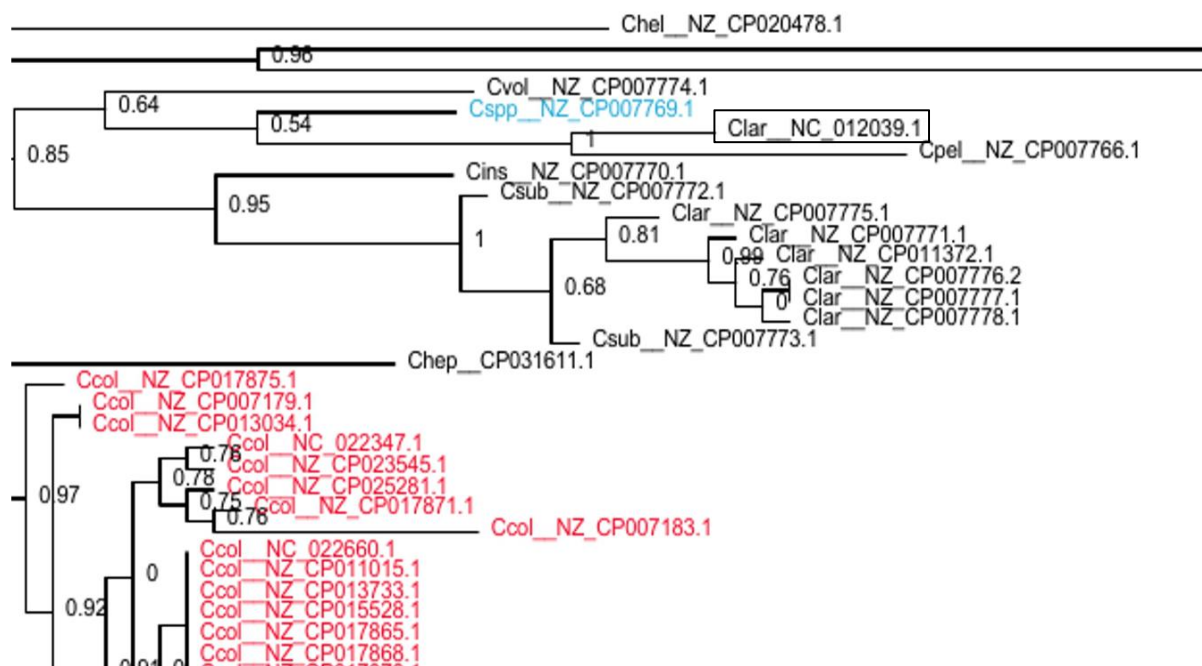 Chel__NZ_CP020478.1
0.96
Cvol__NZ_CP007774.1
0.64
Cspp__NZ_CP007769.1
0.54
Clar__NC_012039.1
1
Cpel__NZ_CP007766.1
0.85
Cins__NZ_CP007770.1
Csub__NZ_CP007772.1
0.95
Clar__NZ_CP007775.1
0.81
1
Clar__NZ_CP007771.1
0.99
Clar__NZ_CP011372.1
0.76
Clar__NZ_CP007776.2
0.68
Clar__NZ_CP007777.1
0
Clar__NZ_CP007778.1
Csub__NZ_CP007773.1
Chep__CP031611.1
Ccol__NZ_CP017875.1
Ccol__NZ_CP007179.1
Ccol__NZ_CP013034.1
Ccol__NC_022347.1
0.76
Ccol__NZ_CP023545.1
0.78
Ccol__NZ_CP025281.1
0.97
0.75
Ccol__NZ_CP017871.1
0.76
Ccol__NZ_CP007183.1
Ccol__NC_022660.1
0
Ccol__NZ_CP011015.1
Ccol__NZ_CP013733.1
0.92
Ccol__NZ_CP015528.1
Ccol__NZ_CP017865.1
Ccol__NZ_CP017868.1